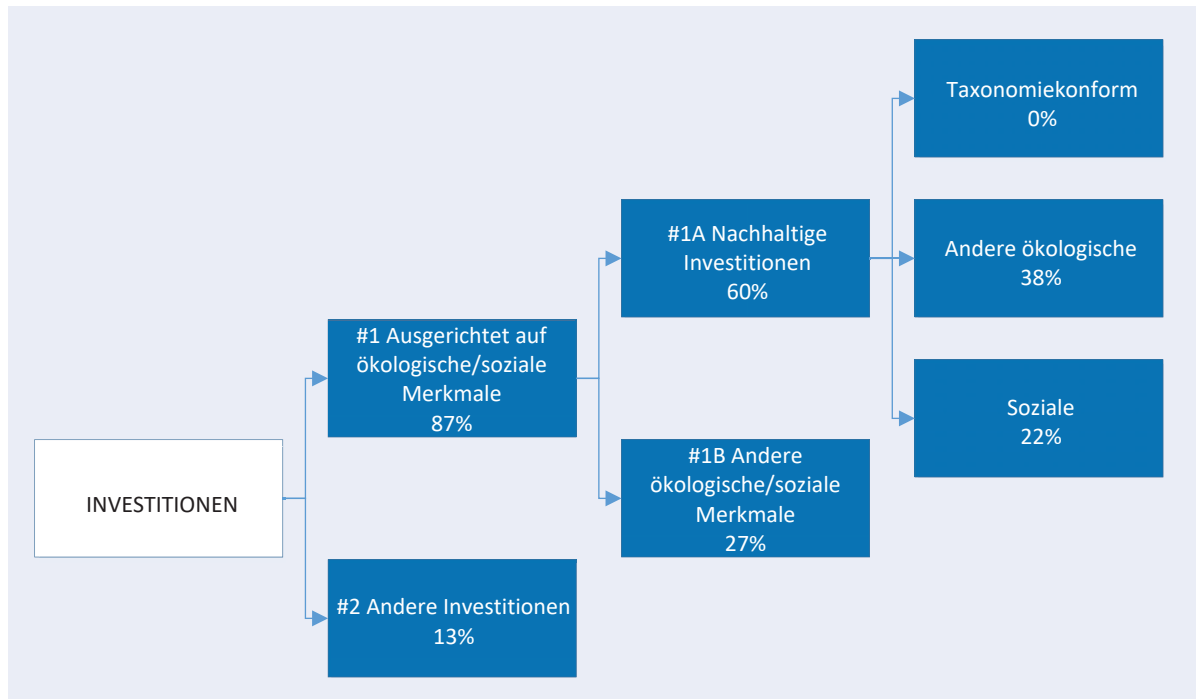 INVESTITIONEN
#1 Ausgerichtet auf
ökologische/soziale
Merkmale
87%
#2 Andere Investitionen
13%
#1A Nachhaltige
Investitionen
60%
#1B Andere
ökologische/soziale
Merkmale
27%
Taxonomiekonform
0%
Andere ökologische
38%
Soziale
22%